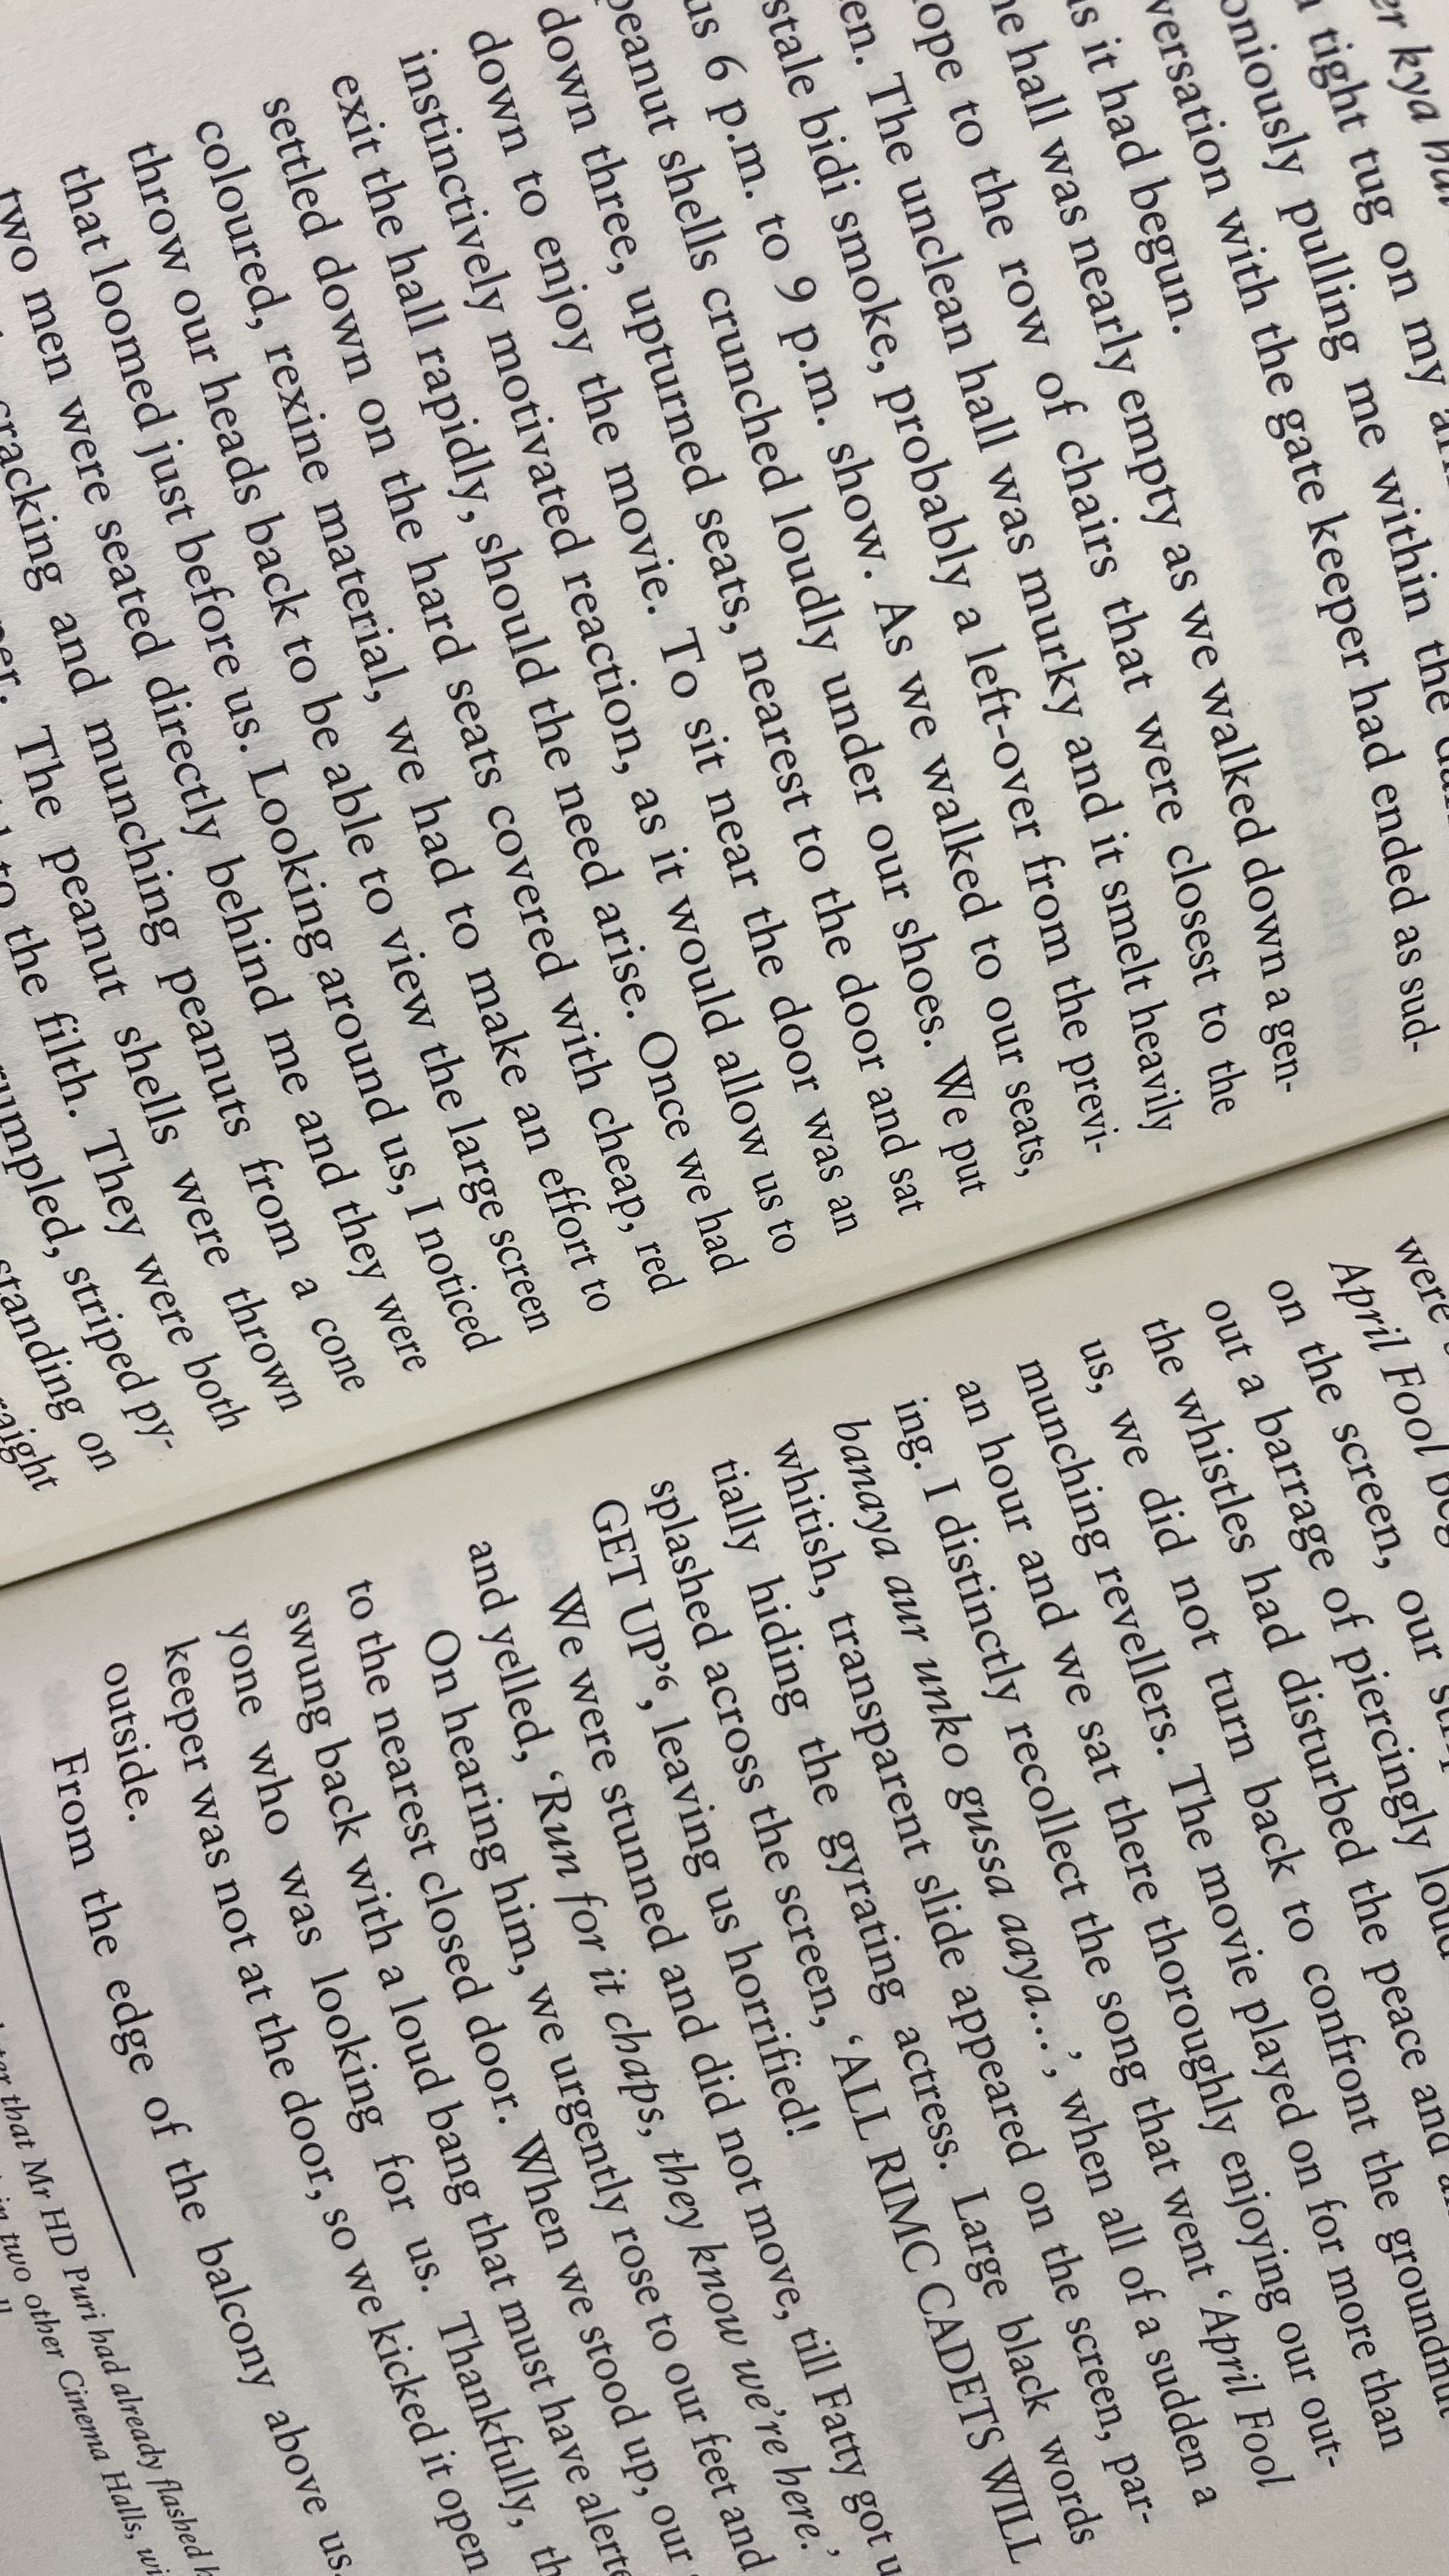 er kya hai
tight tug on my
oniously pulling me within the
versation with the gate keeper had ended as sud-
s it had begun.
hall was nearly empty as we walked down a gen-
ope to the row of chairs that were closest to the
en. The unclean hall was murky and it smelt heavily
stale bidi smoke, probably a left-over from the previ-
us 6 p.m. to 9 p.m. show. As we walked to our seats,
peanut shells crunched loudly under our shoes. We put
down three, upturned seats, nearest to the door and sat
down to enjoy the movie. To sit near the door was an
instinctively motivated reaction, as it would allow us to
exit the hall rapidly, should the need arise. Once we had
settled down on the hard seats covered with cheap, red
coloured, rexine material, we had to make an effort to
throw our heads back to be able to view the large screen
that loomed just before us. Looking around us, I noticed
two men were seated directly behind me and they were
cracking and munching peanuts from a cone
The peanut shells were thrown
to the filth. They were both
rumpled, striped py-
standing on
raight
were
April Fool
on the screen, our
out a barrage of piercingly loud
the whistles had disturbed the peace and
us, we did not turn back to confront the groundnut
munching revellers. The movie played on for more than
an hour and we sat there thoroughly enjoying our out-
ing. I distinctly recollect the song that went ‘April Fool
banaya aur unko gussa aaya…’, when all of a sudden a
whitish, transparent slide appeared on the screen, par-
tially hiding the gyrating actress. Large black words
splashed across the screen, ‘ALL RIMC CADETS WILL
GET UP’⁶, leaving us horrified!
We were stunned and did not move, till Fatty got u
and yelled, ‘Run for it chaps, they know we’re here.’
On hearing him, we urgently rose to our feet and
to the nearest closed door. When we stood up, our
swung back with a loud bang that must have alerte
yone who was looking for us. Thankfully, th
keeper was not at the door, so we kicked it open
outside.
From the edge of the balcony above us.
that Mr HD Puri had already flashed
in two other Cinema Halls, wi